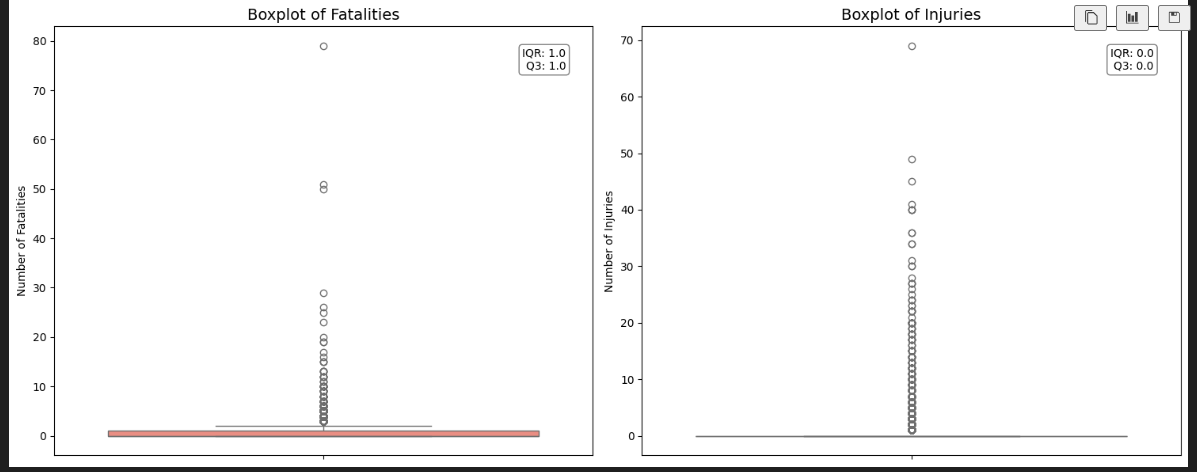 Boxplot of Fatalities
IQR: 1.0
Q3: 1.0
80
70
60
50
40
30
20
10
0
Number of Fatalities
Boxplot of Injuries
IQR: 0.0
Q3: 0.0
70
60
50
40
30
20
10
0
Number of Injuries